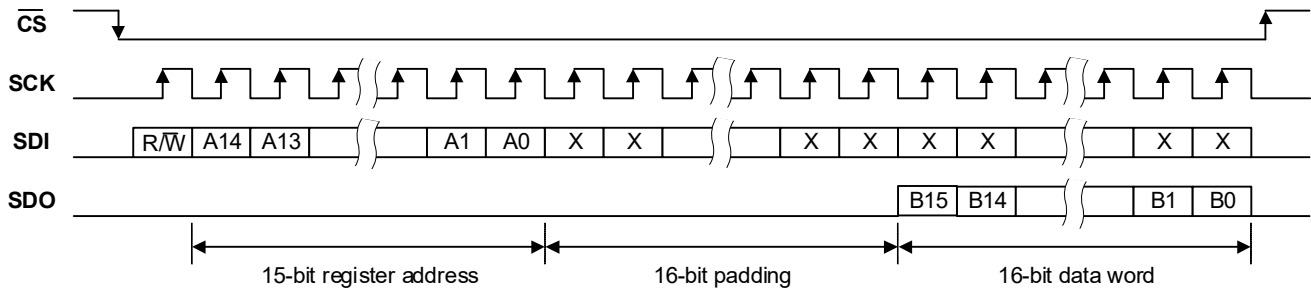 CS
SCK
SDI R/W A14 A13 A1 A0 X X X X X X X X
SDO B15 B14 B1 B0
15-bit register address 16-bit padding 16-bit data word